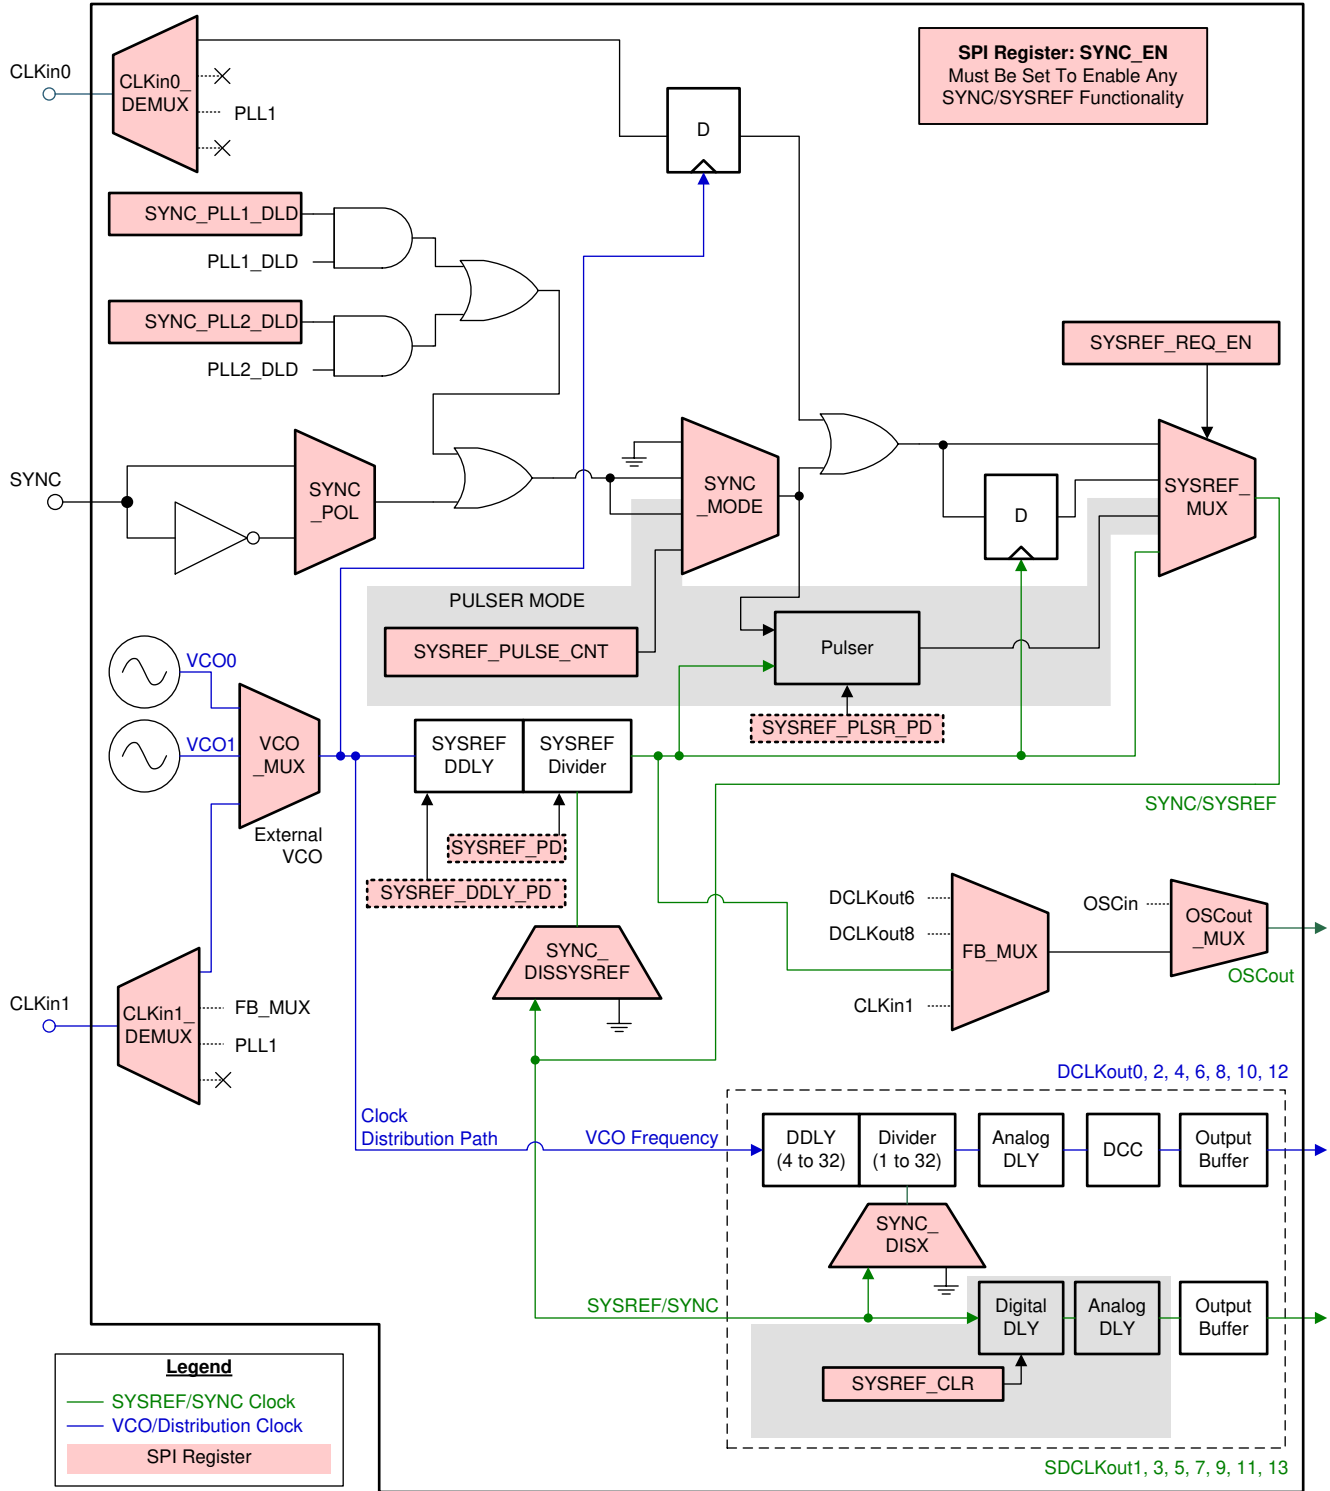 SPI Register: SYNC_EN
Must Be Set To Enable Any
SYNC/SYSREF Functionality
CLKin0
CLKin0_
DEMUX
PLL1
D
SYNC_PLL1_DLD
PLL1_DLD
SYNC_PLL2_DLD
PLL2_DLD
SYSREF_REQ_EN
SYNC
SYNC
_POL
SYNC
_MODE
D
SYSREF_
MUX
PULSER MODE
SYSREF_PULSE_CNT
Pulser
SYSREF_PLSR_PD
VCO0
VCO1
VCO
_MUX
External
VCO
SYSREF
DDLY
SYSREF
Divider
SYNC/SYSREF
SYSREF_PD
SYSREF_DDLY_PD
SYNC_
DISSYSREF
DCLKout6
DCLKout8
CLKin1
FB_MUX
OSCin
OSCout
_MUX
OSCout
CLKin1
CLKin1_
DEMUX
FB_MUX
PLL1
DCLKout0, 2, 4, 6, 8, 10, 12
Clock
Distribution Path
VCO Frequency
DDLY
(4 to 32)
Divider
(1 to 32)
Analog
DLY
DCC
Output
Buffer
SYNC_
DISX
SYSREF/SYNC
Digital
DLY
Analog
DLY
Output
Buffer
SYSREF_CLR
SDCLKout1, 3, 5, 7, 9, 11, 13
Legend
SYSREF/SYNC Clock
VCO/Distribution Clock
SPI Register